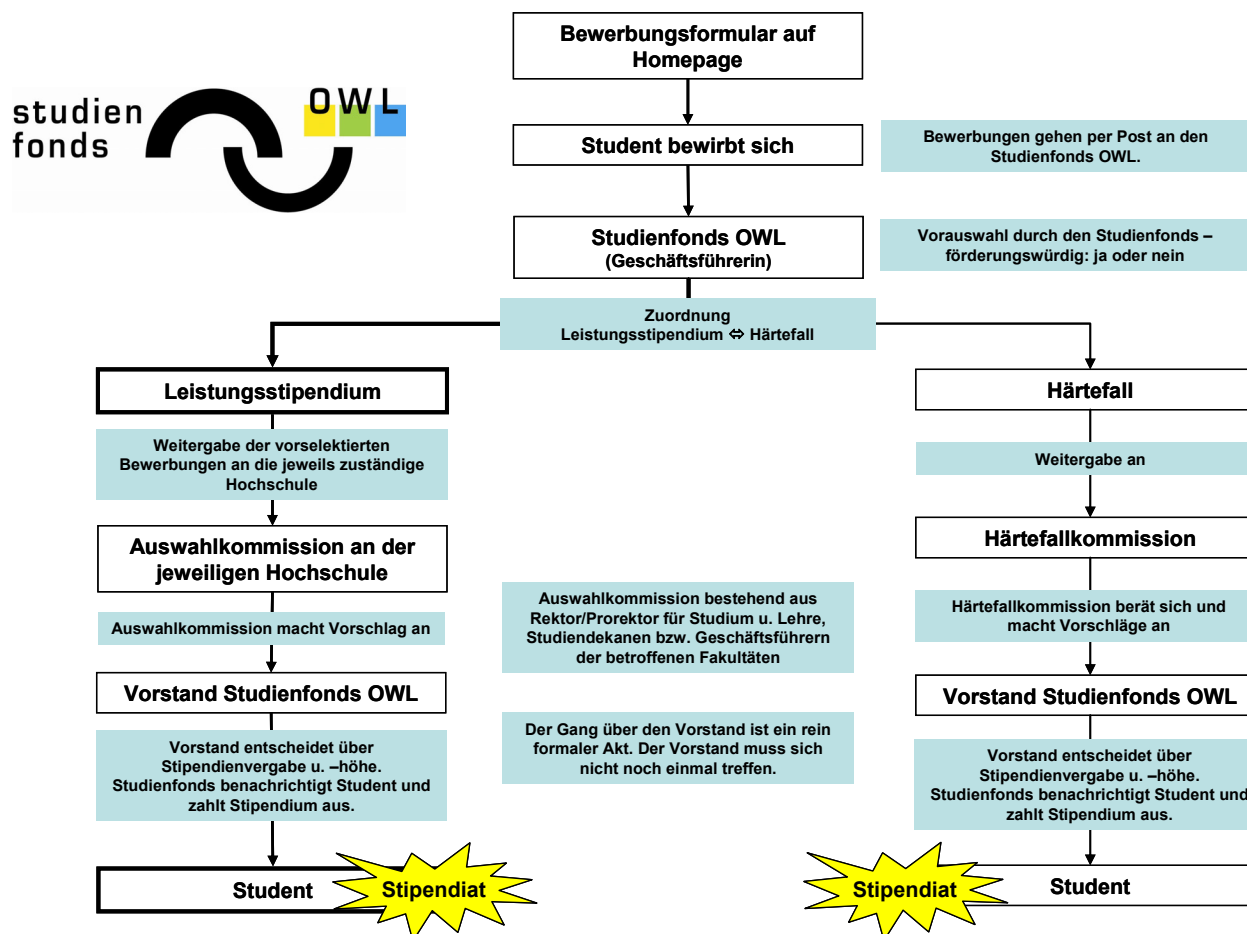 Bewerbungsformular auf
Homepage
studien
fonds
OWL
Student bewirbt sich
Bewerbungen gehen per Post an den
Studienfonds OWL.
Studienfonds OWL
(Geschäftsführerin)
Vorauswahl durch den Studienfonds –
förderungswürdig: ja oder nein
Zuordnung
Leistungsstipendium ⇔ Härtefall
Leistungsstipendium
Härtefall
Weitergabe der vorselektierten
Bewerbungen an die jeweils zuständige
Hochschule
Weitergabe an
Auswahlkommission an der
jeweiligen Hochschule
Härtefallkommission
Auswahlkommission macht Vorschlag an
Auswahlkommission bestehend aus
Rektor/Prorektor für Studium u. Lehre,
Studiendekanen bzw. Geschäftsführern
der betroffenen Fakultäten
Härtefallkommission berät sich und
macht Vorschläge an
Vorstand Studienfonds OWL
Vorstand Studienfonds OWL
Der Gang über den Vorstand ist ein rein
formaler Akt. Der Vorstand muss sich
nicht noch einmal treffen.
Vorstand entscheidet über
Stipendienvergabe u. –höhe.
Studienfonds benachrichtigt Student und
zahlt Stipendium aus.
Vorstand entscheidet über
Stipendienvergabe u. –höhe.
Studienfonds benachrichtigt Student und
zahlt Stipendium aus.
Student
Stipendiat
Stipendiat
Student